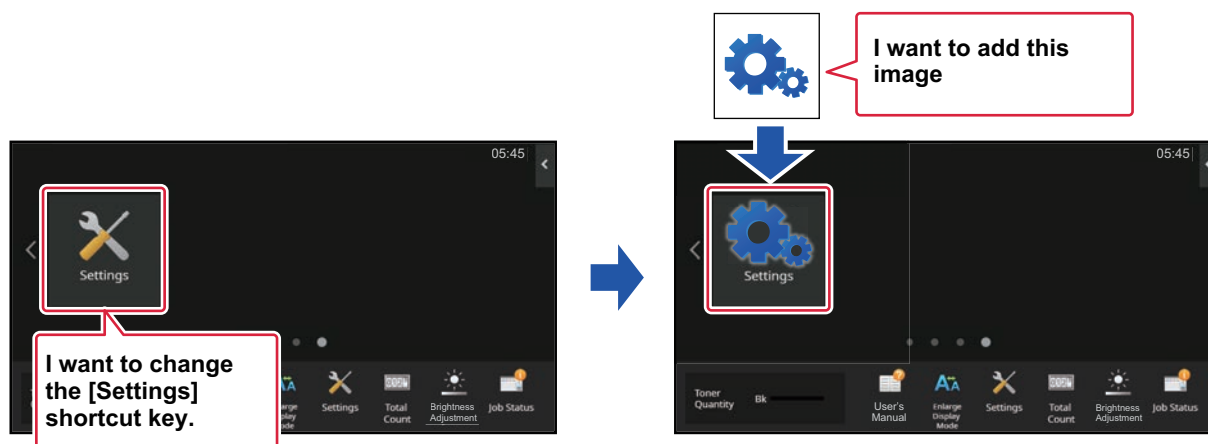 I want to add this
image
05:45
Settings
I want to change
the [Settings]
shortcut key.
Settings
Total
Count
Brightness
Adjustment
Job Status
05:45
Settings
Toner
Quantity
Bk
User's
Manual
Enlarge
Display
Mode
Settings
Total
Count
Brightness
Adjustment
Job Status